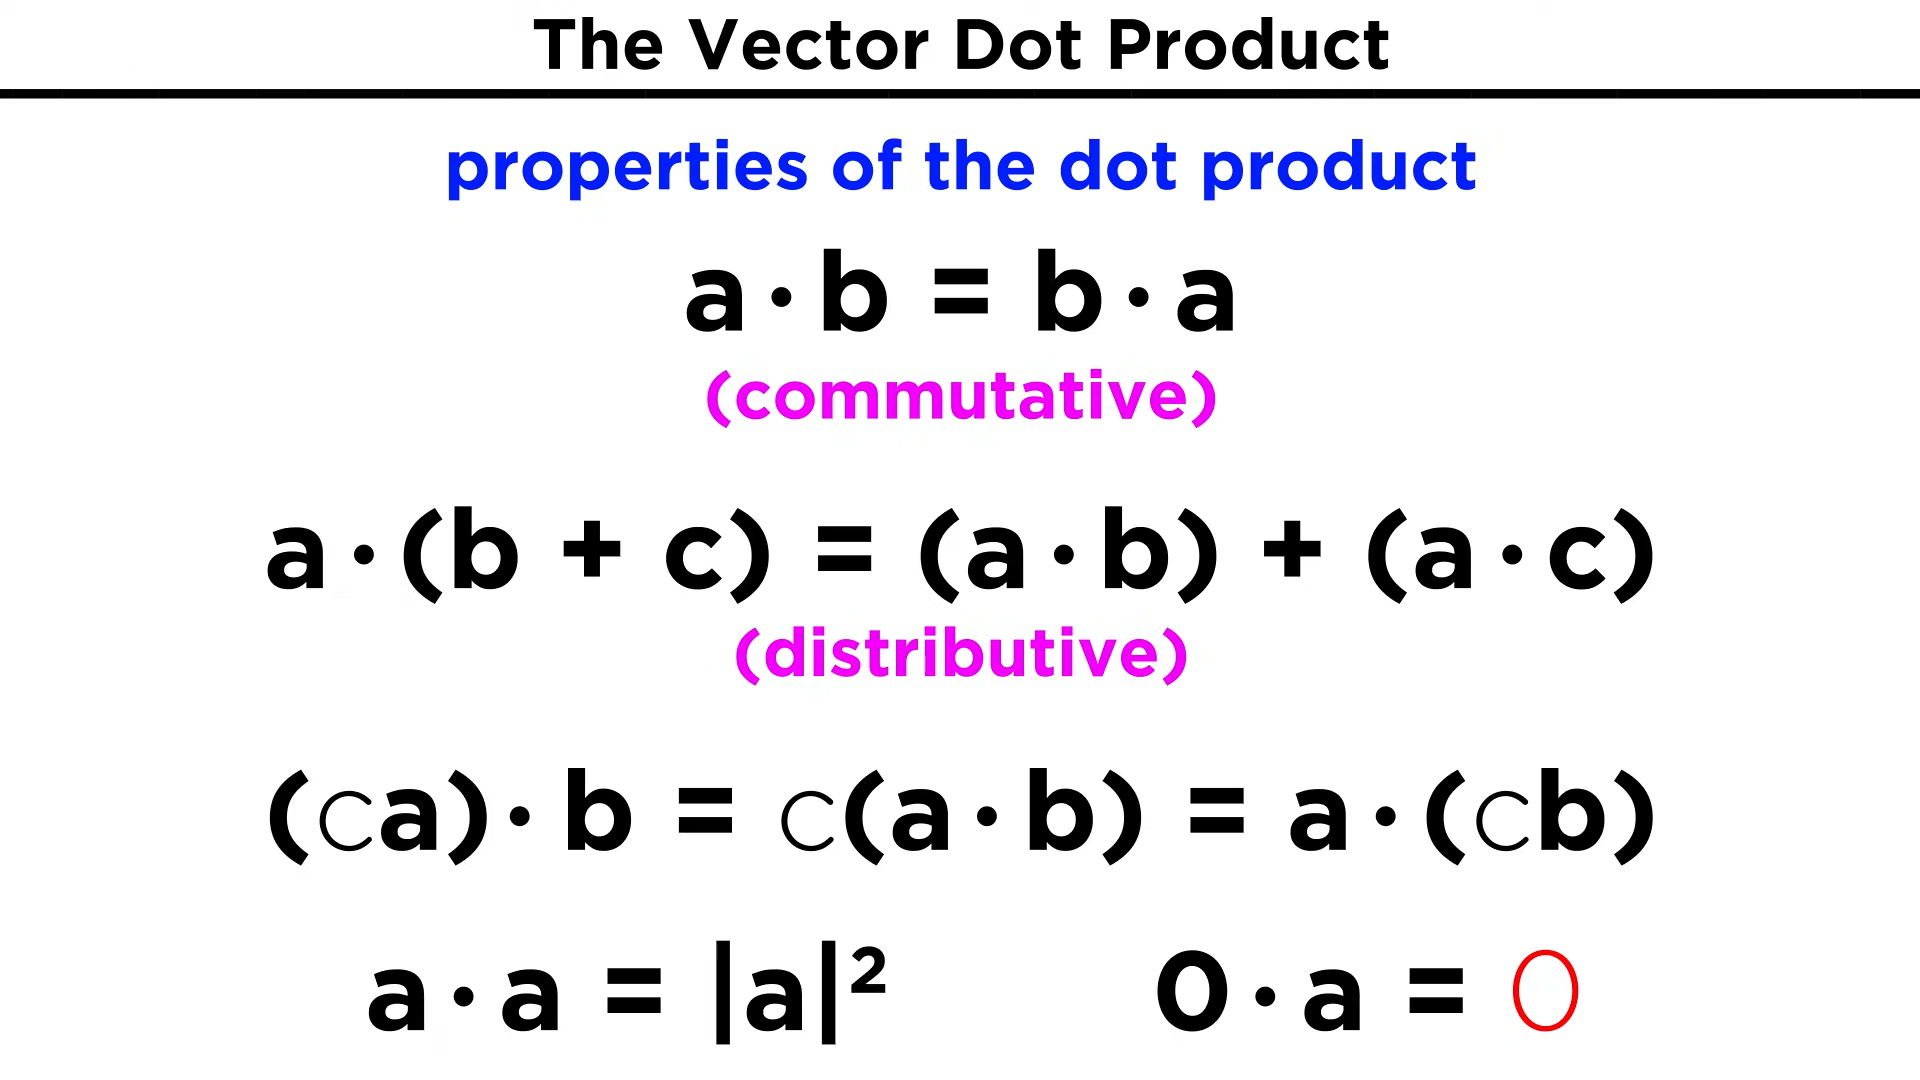 The Vector Dot Product
properties of the dot product
a · b = b · a
(commutative)
a · (b + c) = (a · b) + (a · c)
(distributive)
(ca) · b = c(a · b) = a · (cb)
a · a = |a|² 0 · a = 0